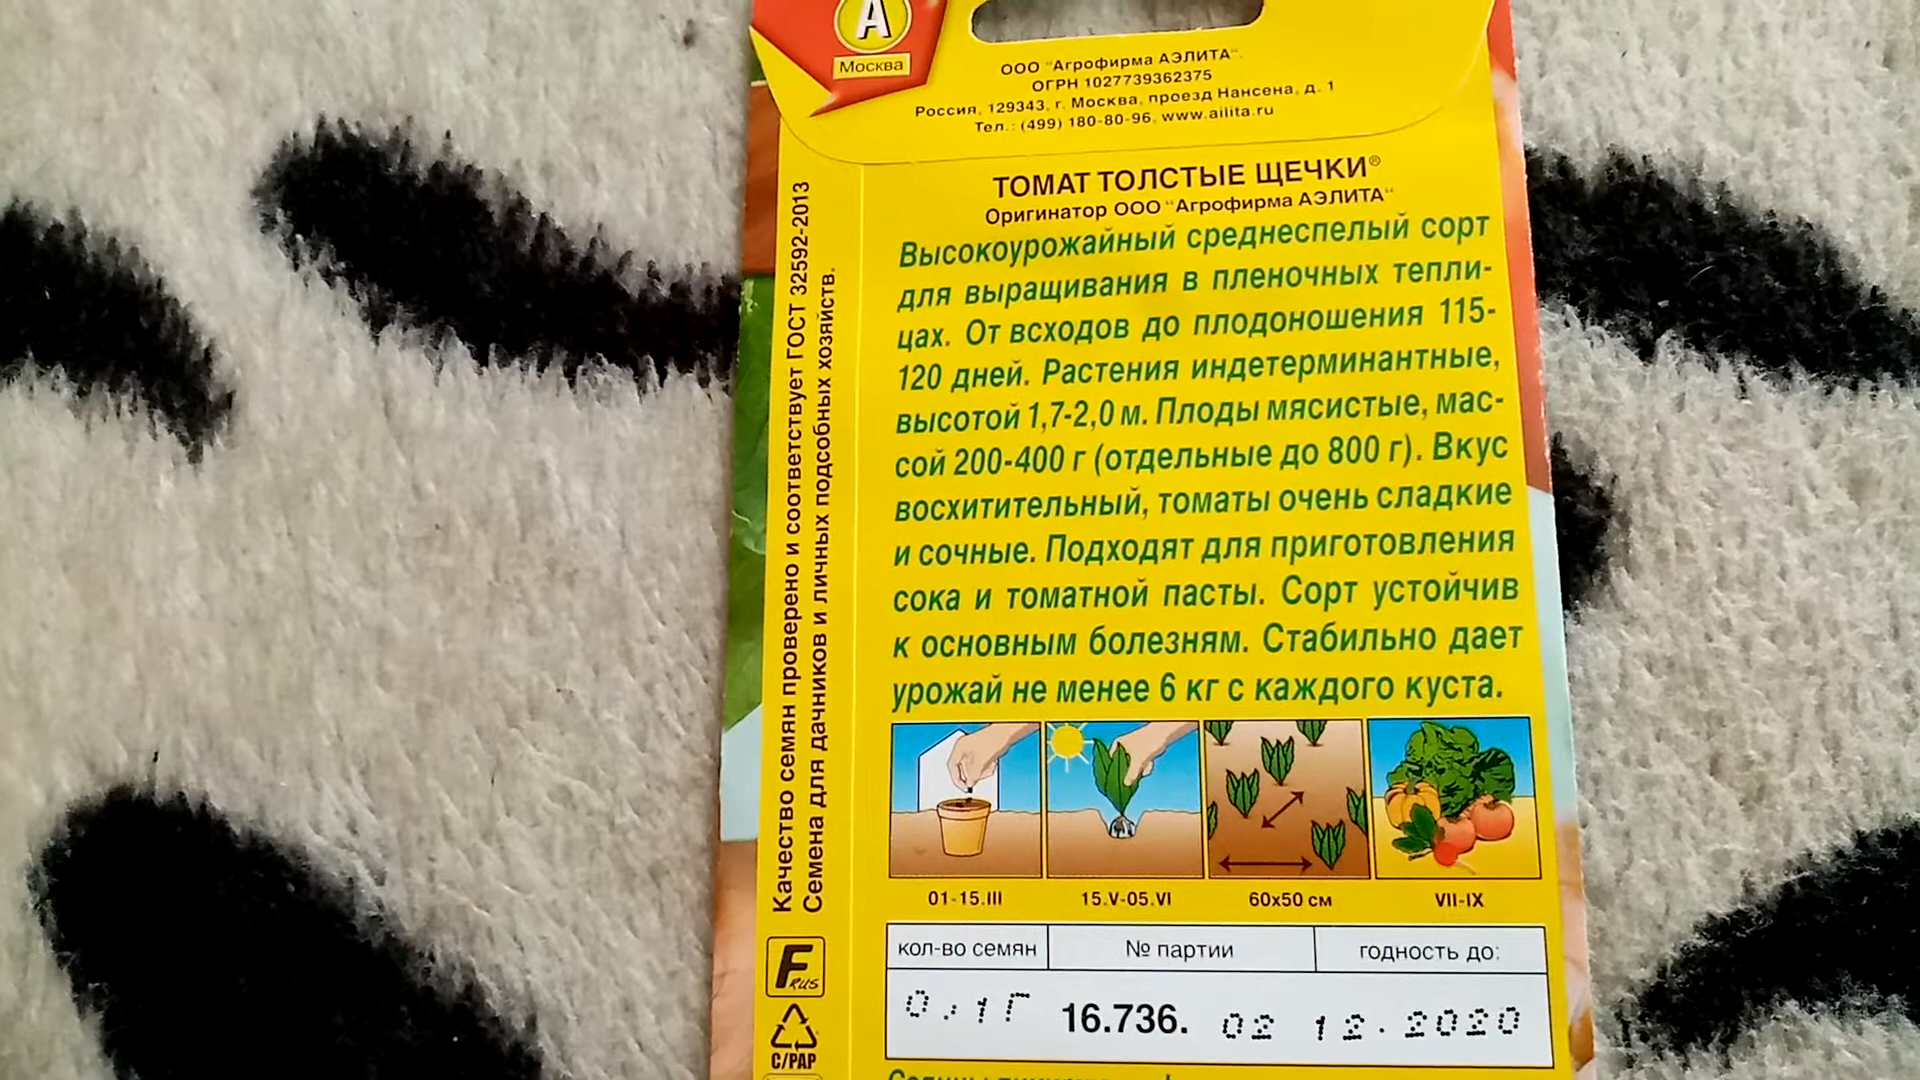 А
Москва
ООО "Агрофирма АЭЛИТА".
ОГРН 1027739362375
Россия, 129343, г. Москва, проезд Нансена, д. 1
Тел.: (499) 180-80-96, www.ailita.ru
ТОМАТ ТОЛСТЫЕ ЩЕЧКИ®
Оригинатор ООО "Агрофирма АЭЛИТА"
Высокоурожайный среднеспелый сорт
для выращивания в пленочных тепли-
цах. От всходов до плодоношения 115-
120 дней. Растения индетерминантные,
высотой 1,7-2,0 м. Плоды мясистые, мас-
сой 200-400 г (отдельные до 800 г). Вкус
восхитительный, томаты очень сладкие
и сочные. Подходят для приготовления
сока и томатной пасты. Сорт устойчив
к основным болезням. Стабильно дает
урожай не менее 6 кг с каждого куста.
01-15.III 15.V-05.VI 60x50 см VII-IX
кол-во семян № партии годность до:
0,1Г 16.736. 02 12.2020
Качество семян проверено и соответствует ГОСТ 32592-2013
Семена для дачников и личных подсобных хозяйств.
F RUS
C/PAP